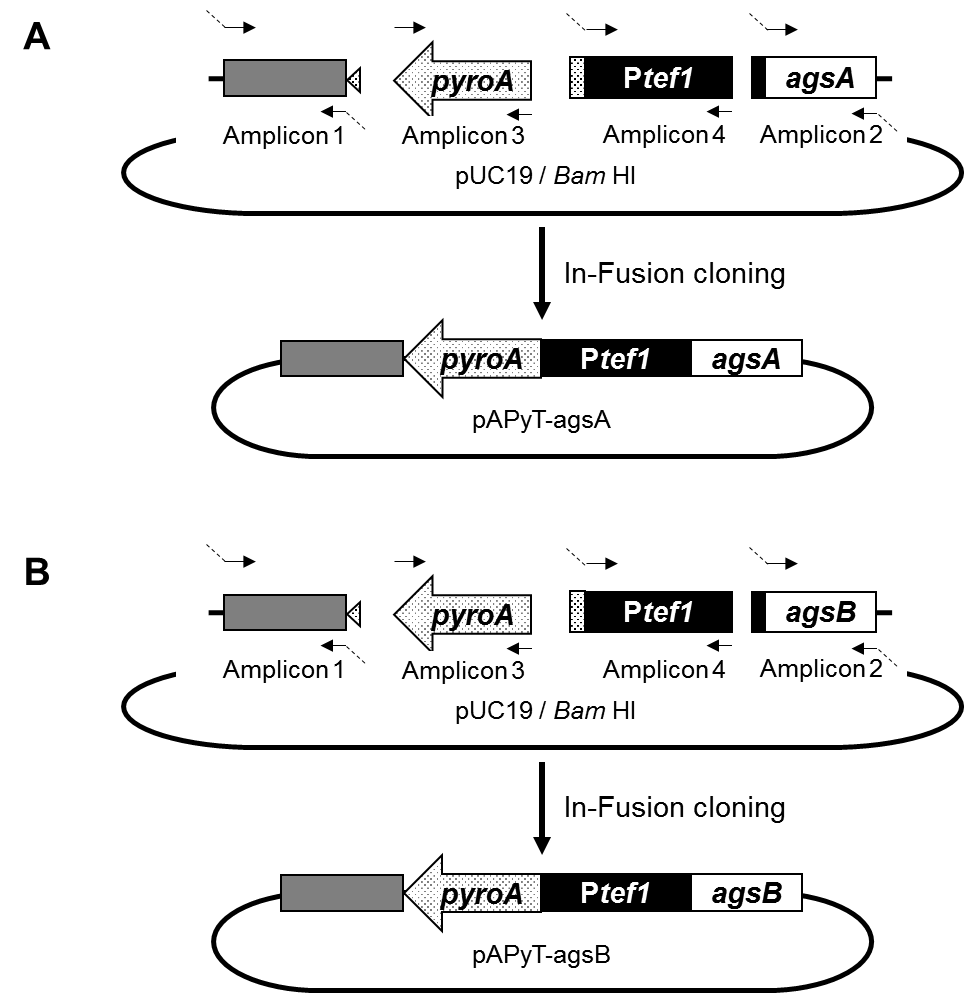 A
pyroA Ptef1 agsA
Amplicon 1 Amplicon 3 Amplicon 4 Amplicon 2
pUC19 / Bam HI
In-Fusion cloning
pyroA Ptef1 agsA
pAPyT-agsA
B
pyroA Ptef1 agsB
Amplicon 1 Amplicon 3 Amplicon 4 Amplicon 2
pUC19 / Bam HI
In-Fusion cloning
pyroA Ptef1 agsB
pAPyT-agsB